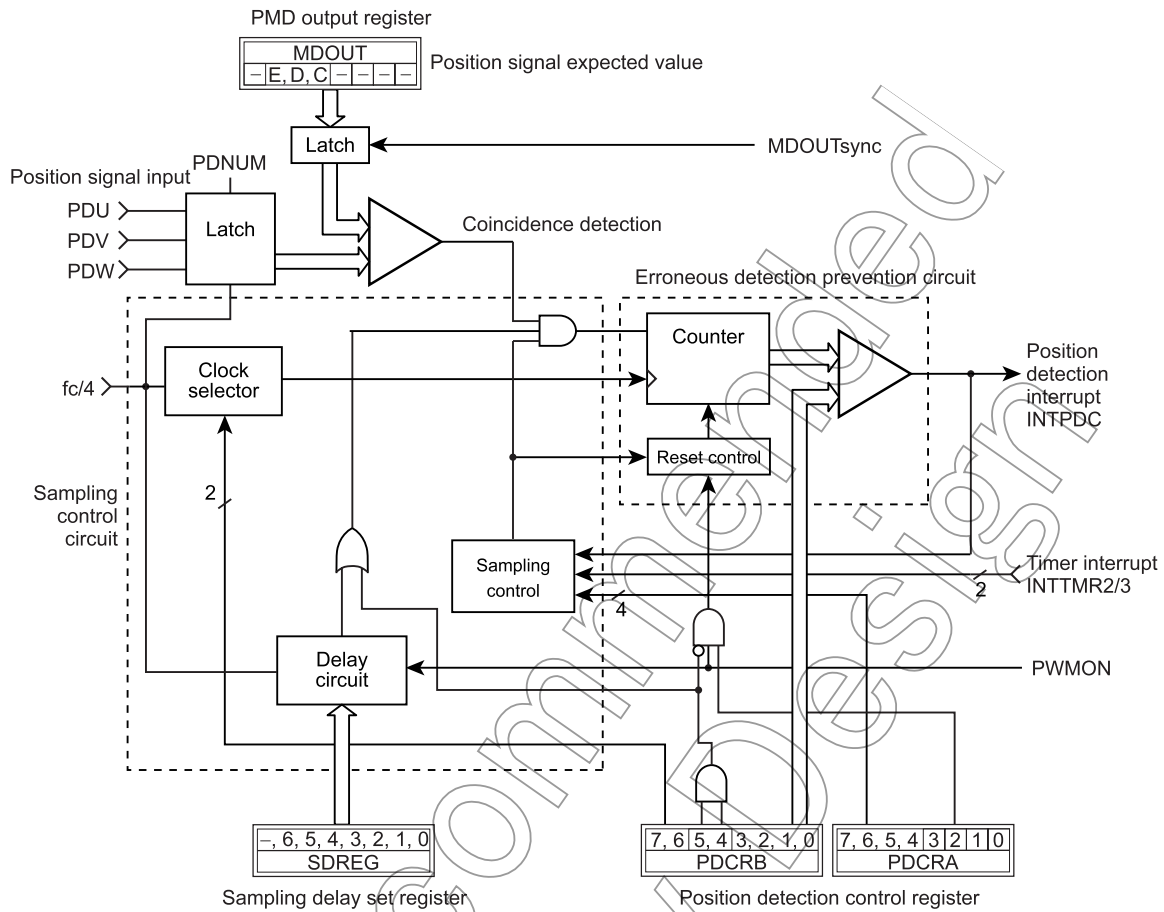 PMD output register
MDOUT
– E, D, C – – – –
Position signal expected value
Latch
MDOUTsync
PDNUM
Position signal input
PDU
PDV
PDW
Latch
Coincidence detection
Erroneous detection prevention circuit
Counter
Clock
selector
fc/4
Position
detection
interrupt
INTPDC
Reset control
2
Sampling
control
circuit
Sampling
control
4
Timer interrupt
INTTMR2/3
2
Delay
circuit
PWMON
–, 6, 5, 4, 3, 2, 1, 0
SDREG
7, 6 5, 4 3, 2, 1, 0
PDCRB
7, 6, 5, 4 3 2 1 0
PDCRA
Sampling delay set register
Position detection control register
commended
Design